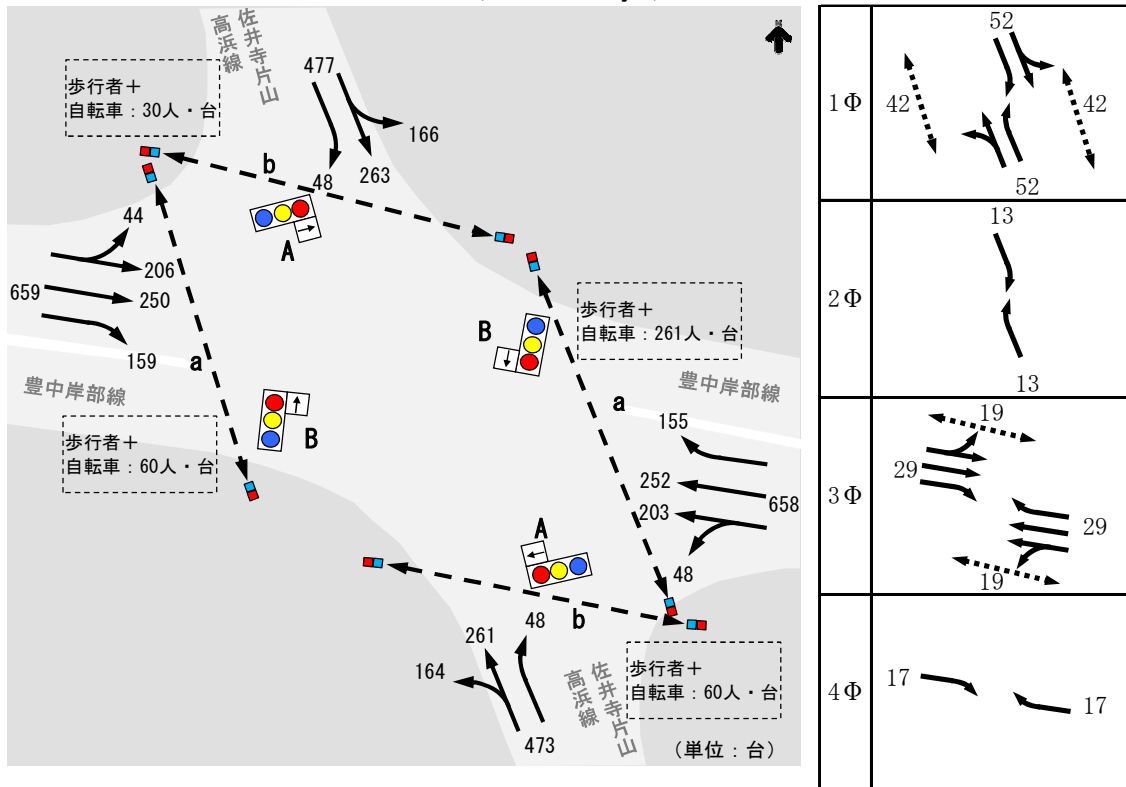 佐井寺片山
高浜線
477
166
263
48
歩行者+
自転車：30人・台
b
A
44
206
659
250
159
a
豊中岸部線
歩行者+
自転車：60人・台
B
B
歩行者+
自転車：261人・台
a
豊中岸部線
155
252
658
203
48
A
b
48
261
164
473
佐井寺片山
高浜線
歩行者+
自転車：60人・台
(単位：台)
1Φ
52
42
42
52
2Φ
13
13
3Φ
19
29
29
19
4Φ
17
17